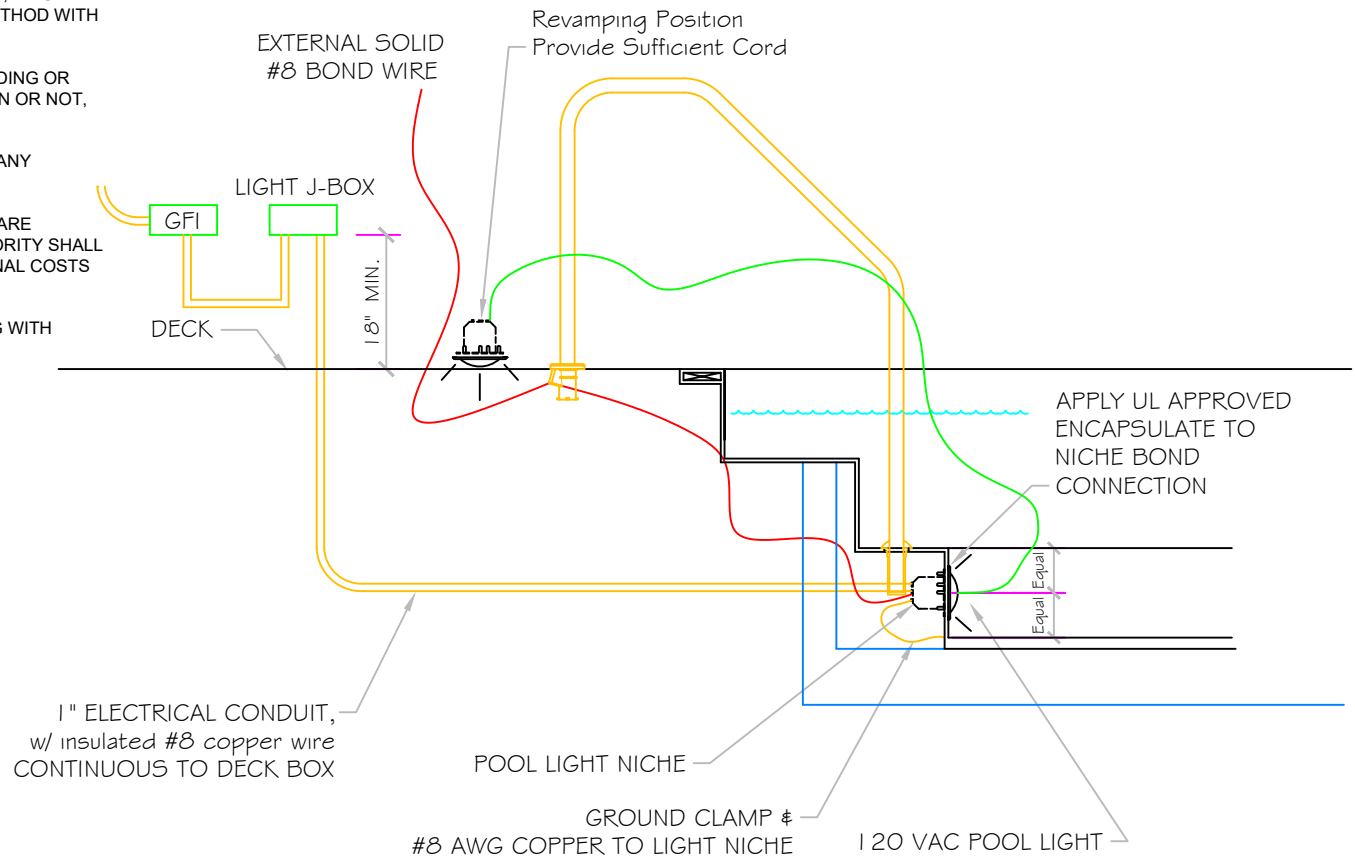 THOD WITH
DING OR
N OR NOT,
ANY
ARE
ORITY SHALL
NAL COSTS
G WITH
EXTERNAL SOLID
#8 BOND WIRE
Revamping Position
Provide Sufficient Cord
GFI
LIGHT J-BOX
18" MIN.
DECK
APPLY UL APPROVED
ENCAPSULATE TO
NICHE BOND
CONNECTION
Equal
Equal
1" ELECTRICAL CONDUIT,
w/ insulated #8 copper wire
CONTINUOUS TO DECK BOX
POOL LIGHT NICHE
GROUND CLAMP &
#8 AWG COPPER TO LIGHT NICHE
120 VAC POOL LIGHT